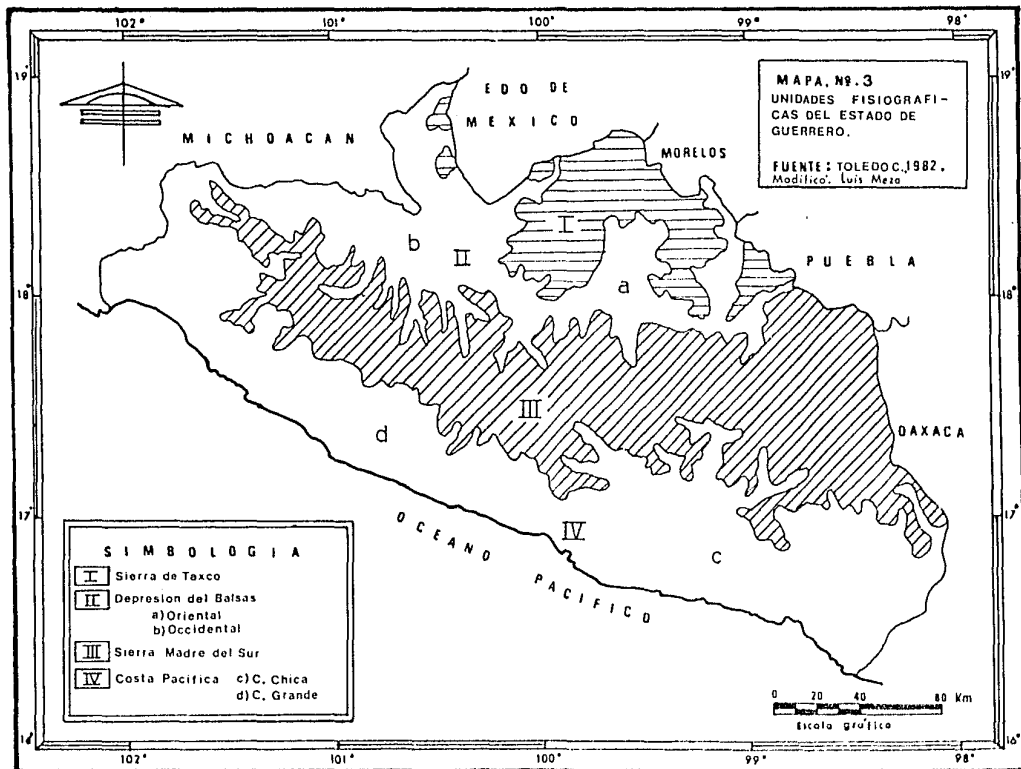 102° 101° 100° 99° 98°
19° 19°
MAPA, Nº. 3
UNIDADES FISIOGRAFI-
CAS DEL ESTADO DE
GUERRERO.
FUENTE: TOLEDO C., 1982.
Modificó: Luis Meza
EDO DE
MEXICO
MICHOACAN
MORELOS
I
b
II
a
PUEBLA
18° 18°
III
d
OAXACA
17° 17°
IV
c
OCEANO PACIFICO
SIMBOLOGIA
I Sierra de Taxco
II Depresion del Balsas
a) Oriental
b) Occidental
III Sierra Madre del Sur
IV Costa Pacifica c) C. Chica
d) C. Grande
0 20 40 80 Km
Escala gráfica
16° 16°
102° 101° 100° 99° 98°